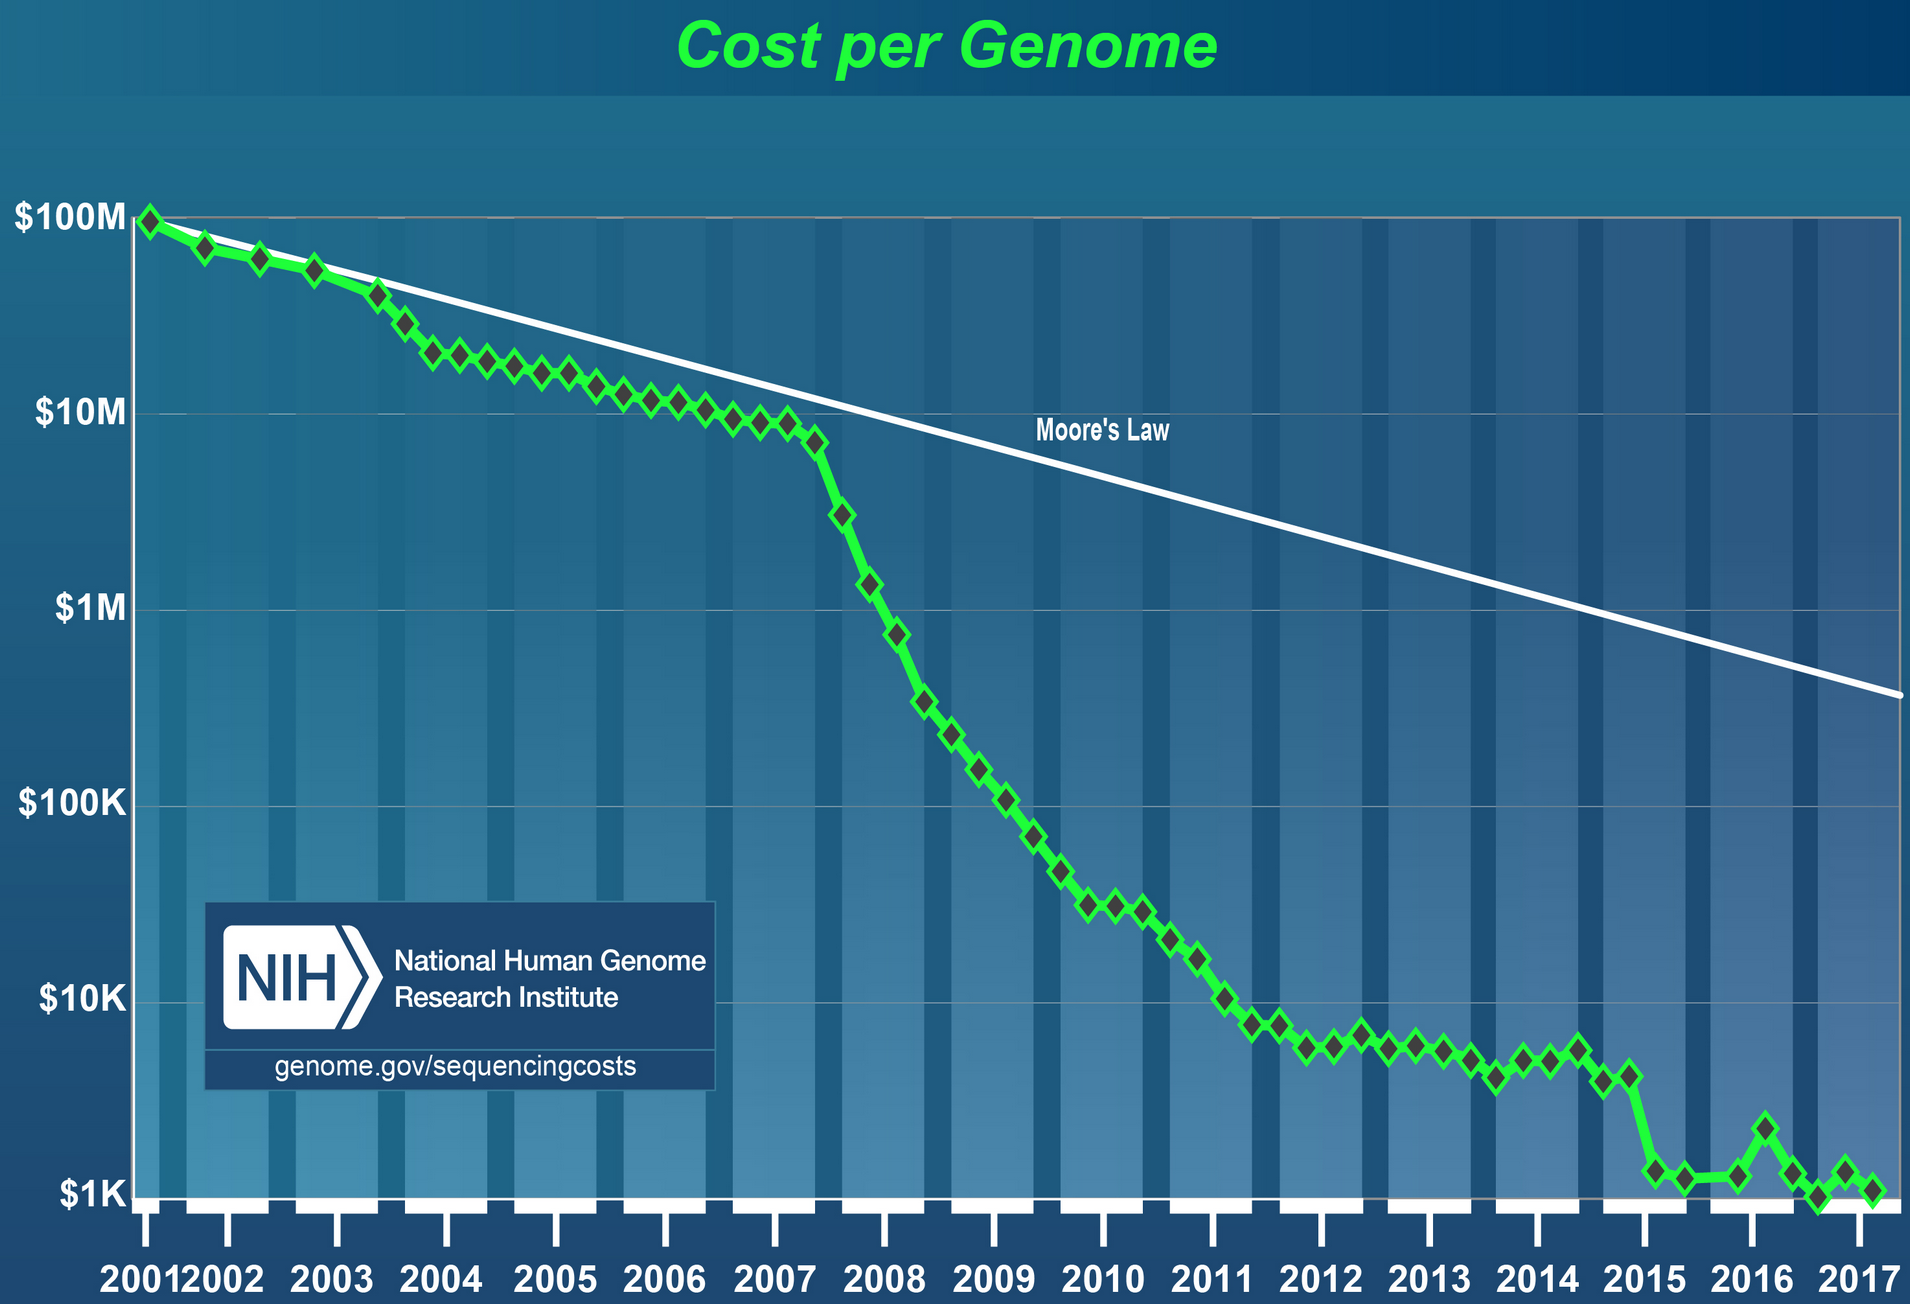 Cost per Genome
$100M
$10M
Moore's Law
$1M
$100K
$10K
NIH
National Human Genome
Research Institute
genome.gov/sequencingcosts
$1K
2001 2002 2003 2004 2005 2006 2007 2008 2009 2010 2011 2012 2013 2014 2015 2016 2017